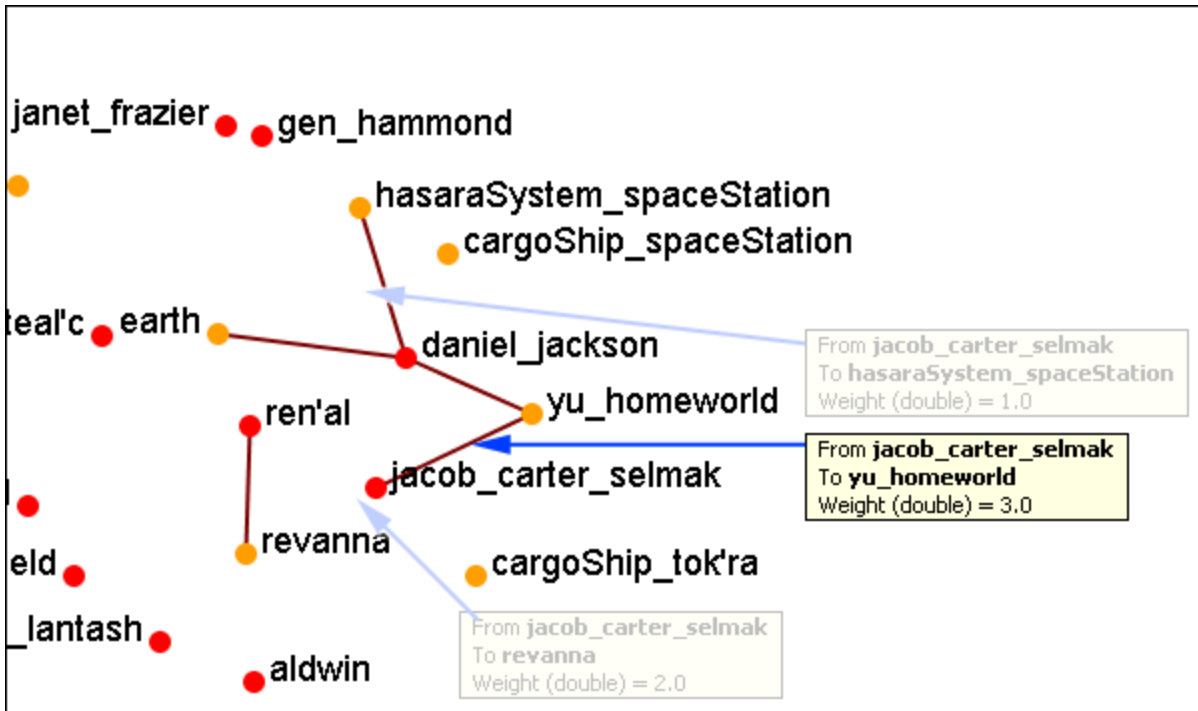 janet_frazier
gen_hammond
hasaraSystem_spaceStation
cargoShip_spaceStation
teal'c
earth
daniel_jackson
From jacob_carter_selmak
To hasaraSystem_spaceStation
Weight (double) = 1.0
yu_homeworld
ren'al
From jacob_carter_selmak
To yu_homeworld
Weight (double) = 3.0
jacob_carter_selmak
revanna
eld
cargoShip_tok'ra
_lantash
From jacob_carter_selmak
To revanna
Weight (double) = 2.0
aldwin